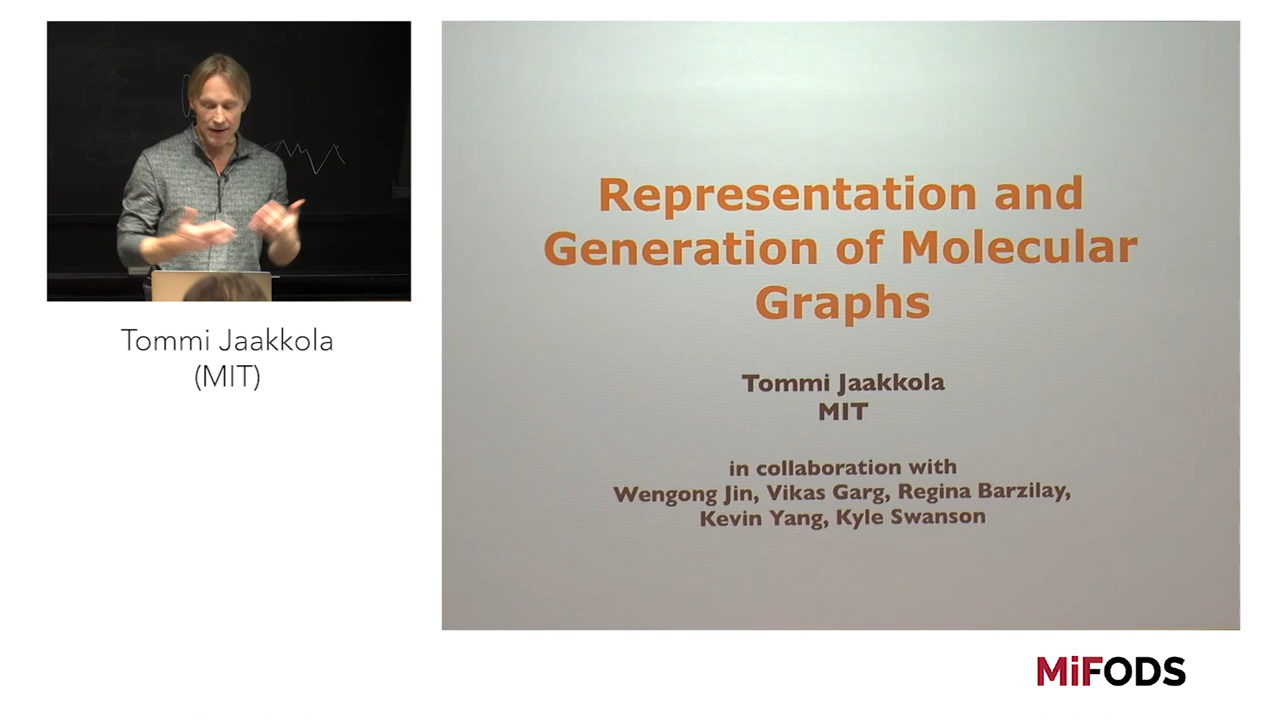 Tommi Jaakkola
(MIT)
Representation and
Generation of Molecular
Graphs
Tommi Jaakkola
MIT
in collaboration with
Wengong Jin, Vikas Garg, Regina Barzilay,
Kevin Yang, Kyle Swanson
MiFODS